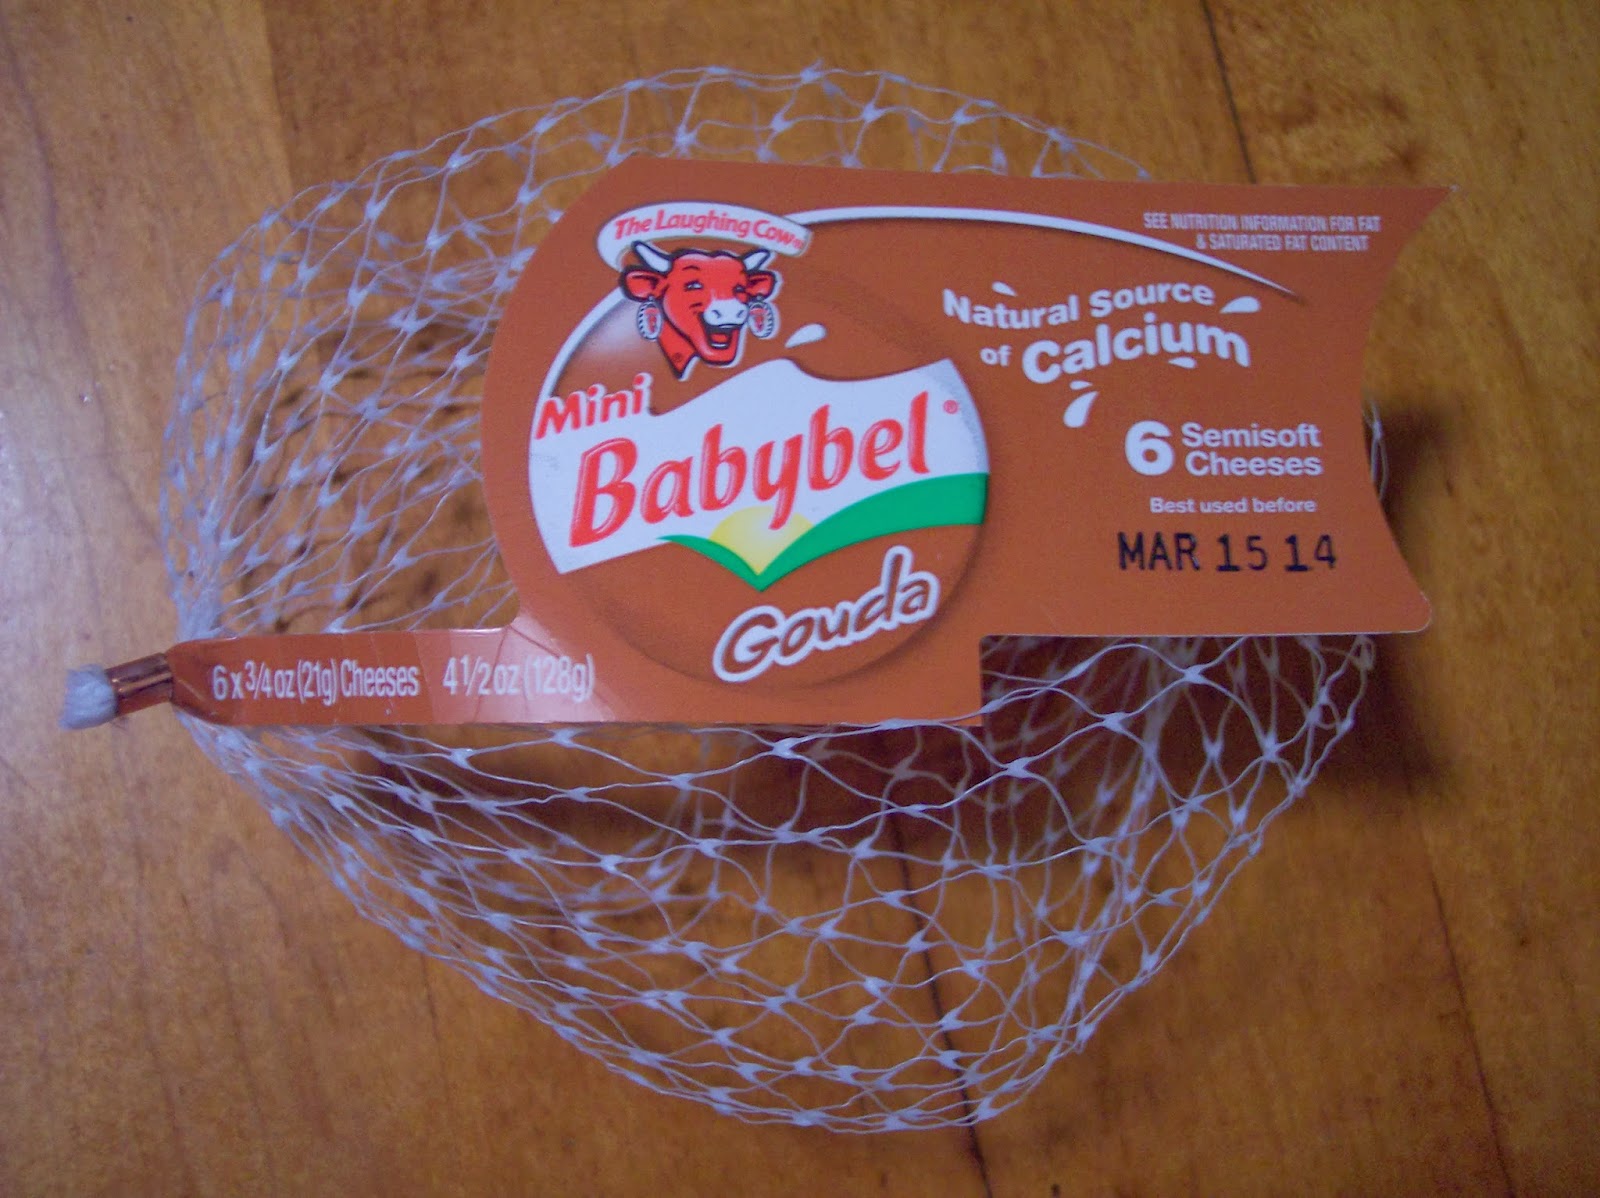 The Laughing Cow®
®
Mini
Babybel®
Gouda
SEE NUTRITION INFORMATION FOR FAT
& SATURATED FAT CONTENT
Natural Source
of Calcium
6 Semisoft
Cheeses
Best used before
MAR 15 14
6 x 3/4 oz (21g) Cheeses 4 1/2 oz (128g)